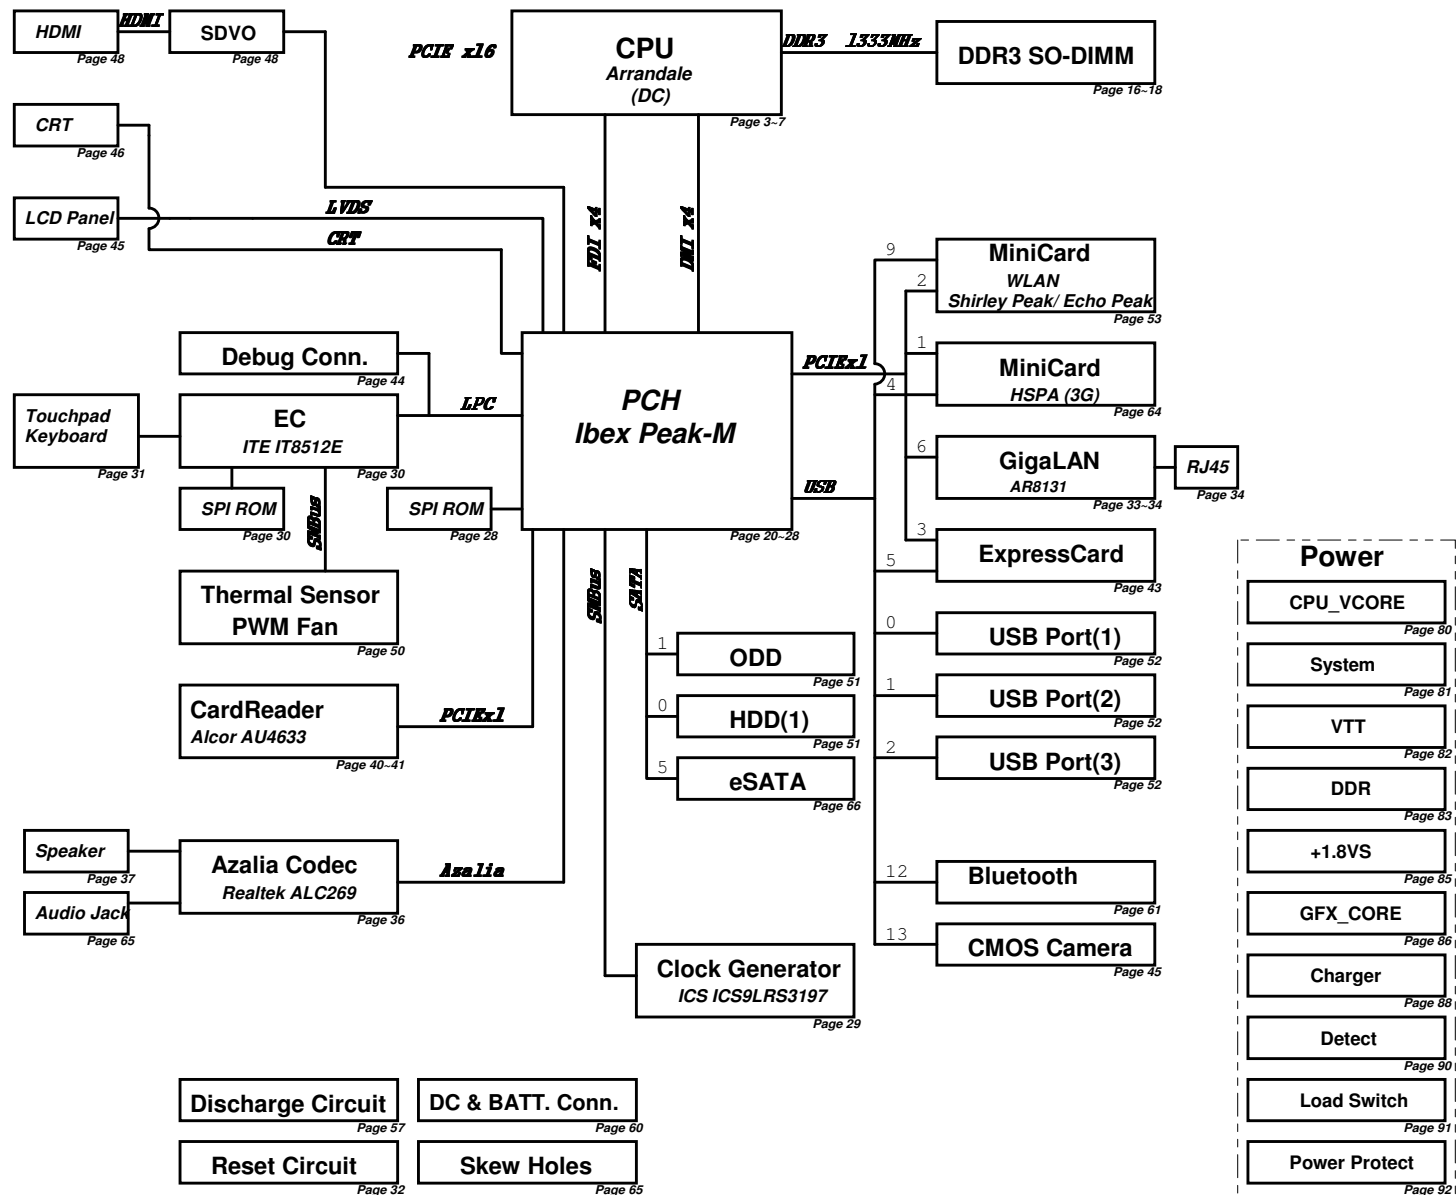 HDMI
HDMI
Page 48
SDVO
Page 48
PCIE x16
CPU
Arrandale
(DC)
Page 3~7
DDR3 1333MHz
DDR3 SO-DIMM
Page 16~18
CRT
Page 46
LCD Panel
Page 45
LVDS
CRT
FDI x4
DMI x4
9
2
MiniCard
WLAN
Shirley Peak/ Echo Peak
Page 53
Debug Conn.
Page 44
PCH
Ibex Peak-M
Page 20~28
PCIEx1
1
4
MiniCard
HSPA (3G)
Page 64
Touchpad
Keyboard
Page 31
EC
ITE IT8512E
Page 30
LPC
6
GigaLAN
AR8131
Page 33~34
RJ45
Page 34
SPI ROM
Page 30
SMBus
SPI ROM
Page 28
USB
3
5
ExpressCard
Page 43
Thermal Sensor
PWM Fan
Page 50
SMBus
SATA
0
USB Port(1)
Page 52
1
ODD
Page 51
1
USB Port(2)
Page 52
CardReader
Alcor AU4633
Page 40~41
PCIEx1
0
HDD(1)
Page 51
2
USB Port(3)
Page 52
5
eSATA
Page 66
Speaker
Page 37
Audio Jack
Page 65
Azalia Codec
Realtek ALC269
Page 36
Azalia
12
Bluetooth
Page 61
13
CMOS Camera
Page 45
Clock Generator
ICS ICS9LRS3197
Page 29
Discharge Circuit
Page 57
DC & BATT. Conn.
Page 60
Reset Circuit
Page 32
Skew Holes
Page 65
Power
CPU_VCORE
Page 80
System
Page 81
VTT
Page 82
DDR
Page 83
+1.8VS
Page 85
GFX_CORE
Page 86
Charger
Page 88
Detect
Page 90
Load Switch
Page 91
Power Protect
Page 92